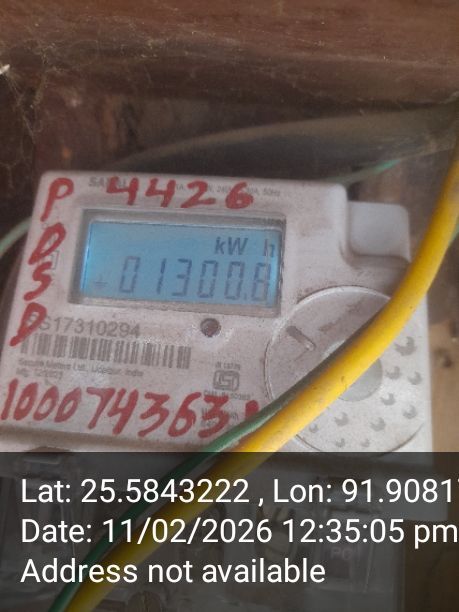 P 4426
D
S
D
kW h
01300.8
S17310294
Secure Meters Ltd., Udaipur, India
100074363
Lat: 25.5843222 , Lon: 91.9081
Date: 11/02/2026 12:35:05 pm
Address not available